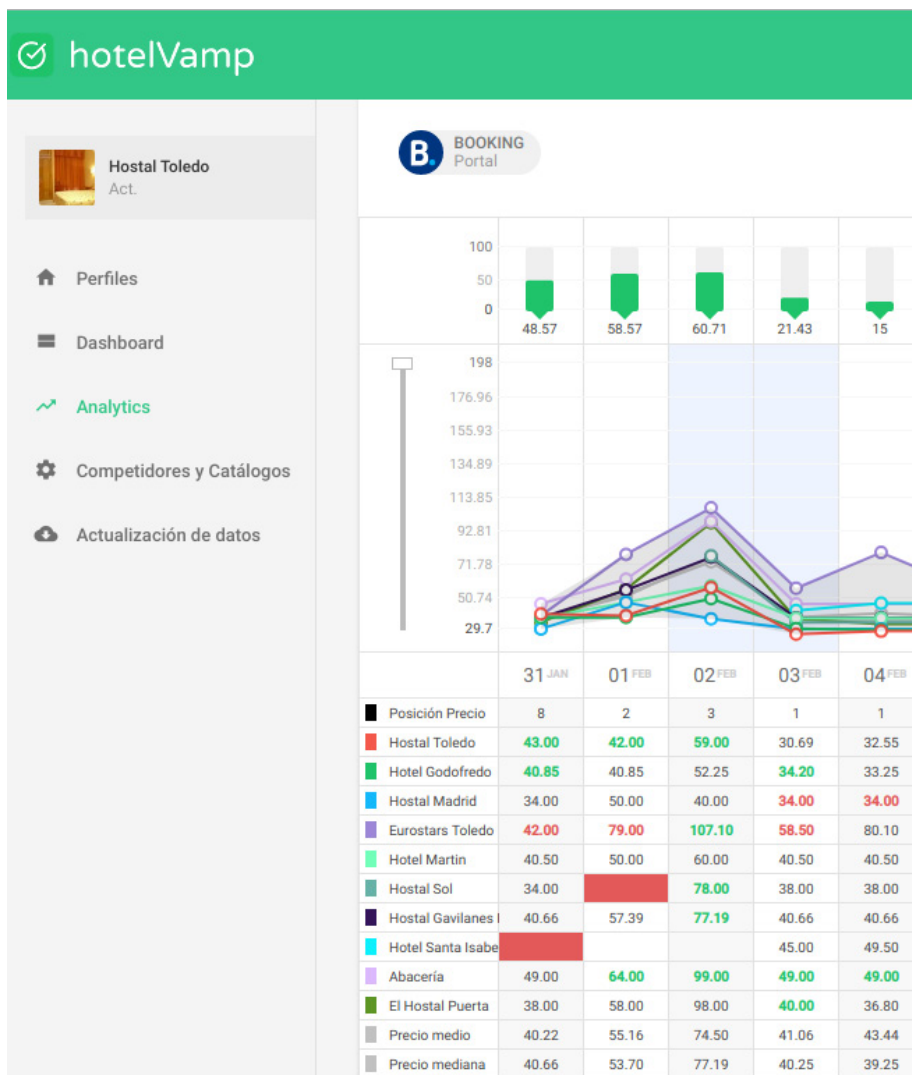 hotelVamp
Hostal Toledo
Act.
Perfiles
Dashboard
Analytics
Competidores y Catálogos
Actualización de datos
B.
BOOKING
Portal
100
50
0
48.57 58.57 60.71 21.43 15
198
176.96
155.93
134.89
113.85
92.81
71.78
50.74
29.7
31 JAN 01 FEB 02 FEB 03 FEB 04 FEB
Posición Precio 8 2 3 1 1
Hostal Toledo 43.00 42.00 59.00 30.69 32.55
Hotel Godofredo 40.85 40.85 52.25 34.20 33.25
Hostal Madrid 34.00 50.00 40.00 34.00 34.00
Eurostars Toledo 42.00 79.00 107.10 58.50 80.10
Hotel Martin 40.50 50.00 60.00 40.50 40.50
Hostal Sol 34.00 78.00 38.00 38.00
Hostal Gavilanes 40.66 57.39 77.19 40.66 40.66
Hotel Santa Isabe 45.00 49.50
Abacería 49.00 64.00 99.00 49.00 49.00
El Hostal Puerta 38.00 58.00 98.00 40.00 36.80
Precio medio 40.22 55.16 74.50 41.06 43.44
Precio mediana 40.66 53.70 77.19 40.25 39.25